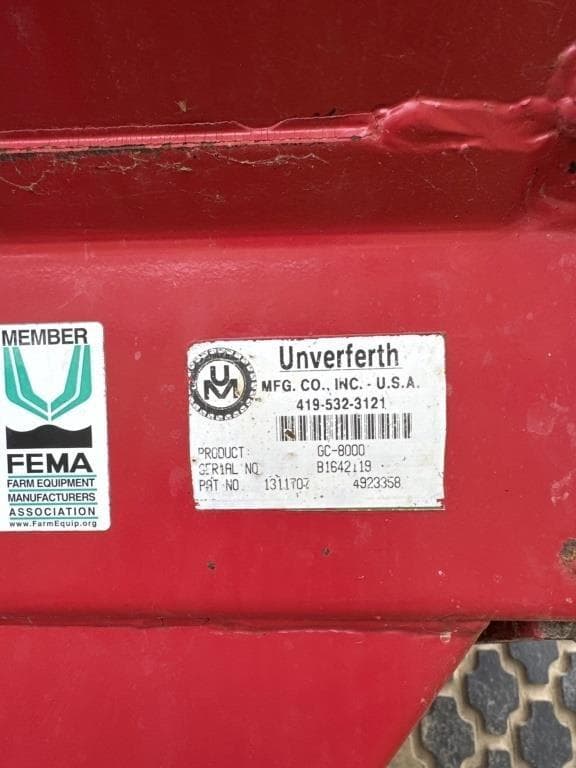 MEMBER
FEMA
FARM EQUIPMENT
MANUFACTURERS
ASSOCIATION
www.FarmEquip.org
UM
Unverferth
MFG. CO., INC. - U.S.A.
419-532-3121
PRODUCT: GC-8000
SERIAL NO B1642119
PAT NO. 1311707 4923358